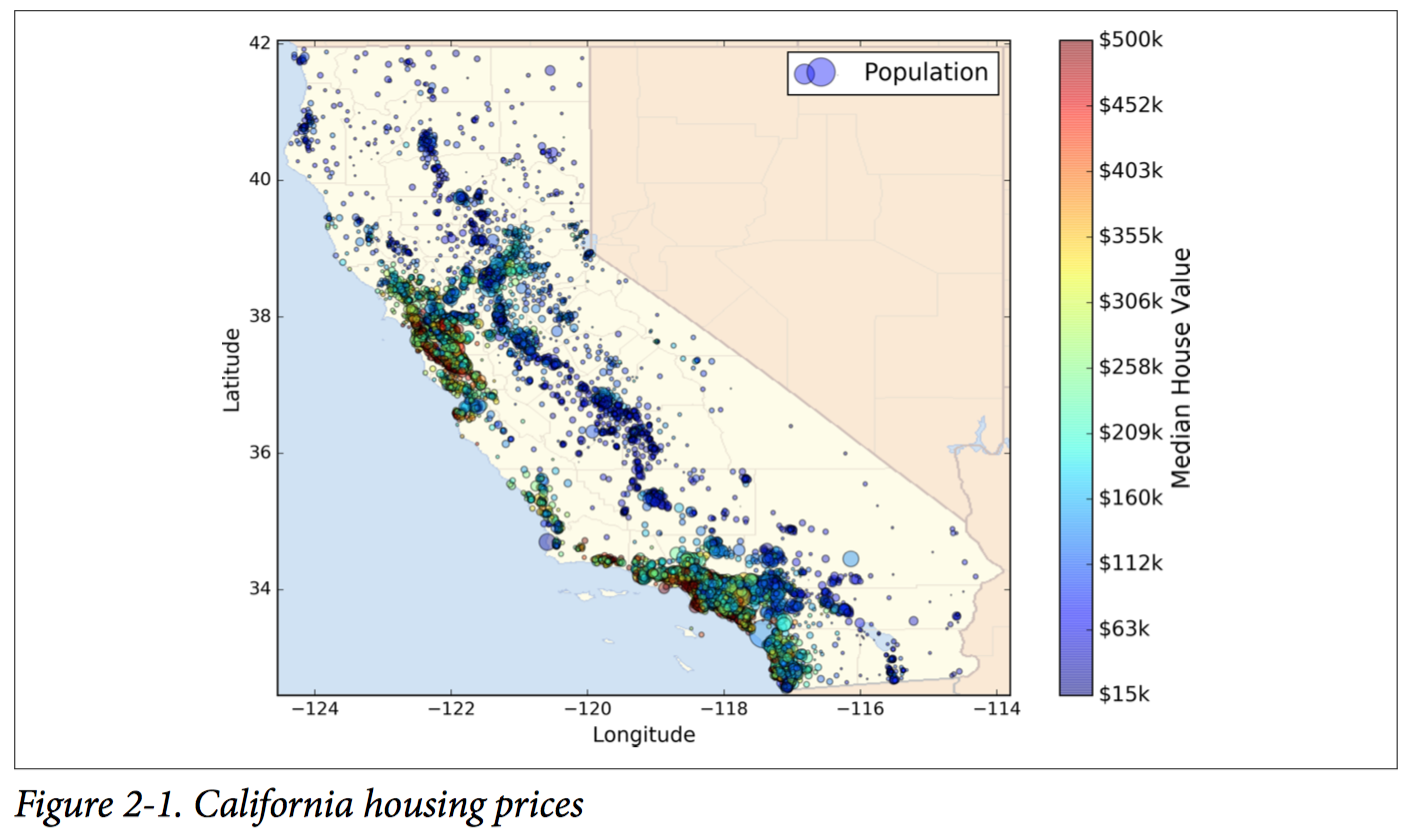 42
40
38
36
34
Latitude
−124
−122
−120
−118
−116
−114
Longitude
Population
$500k
$452k
$403k
$355k
$306k
$258k
$209k
$160k
$112k
$63k
$15k
Median House Value
Figure 2-1. California housing prices